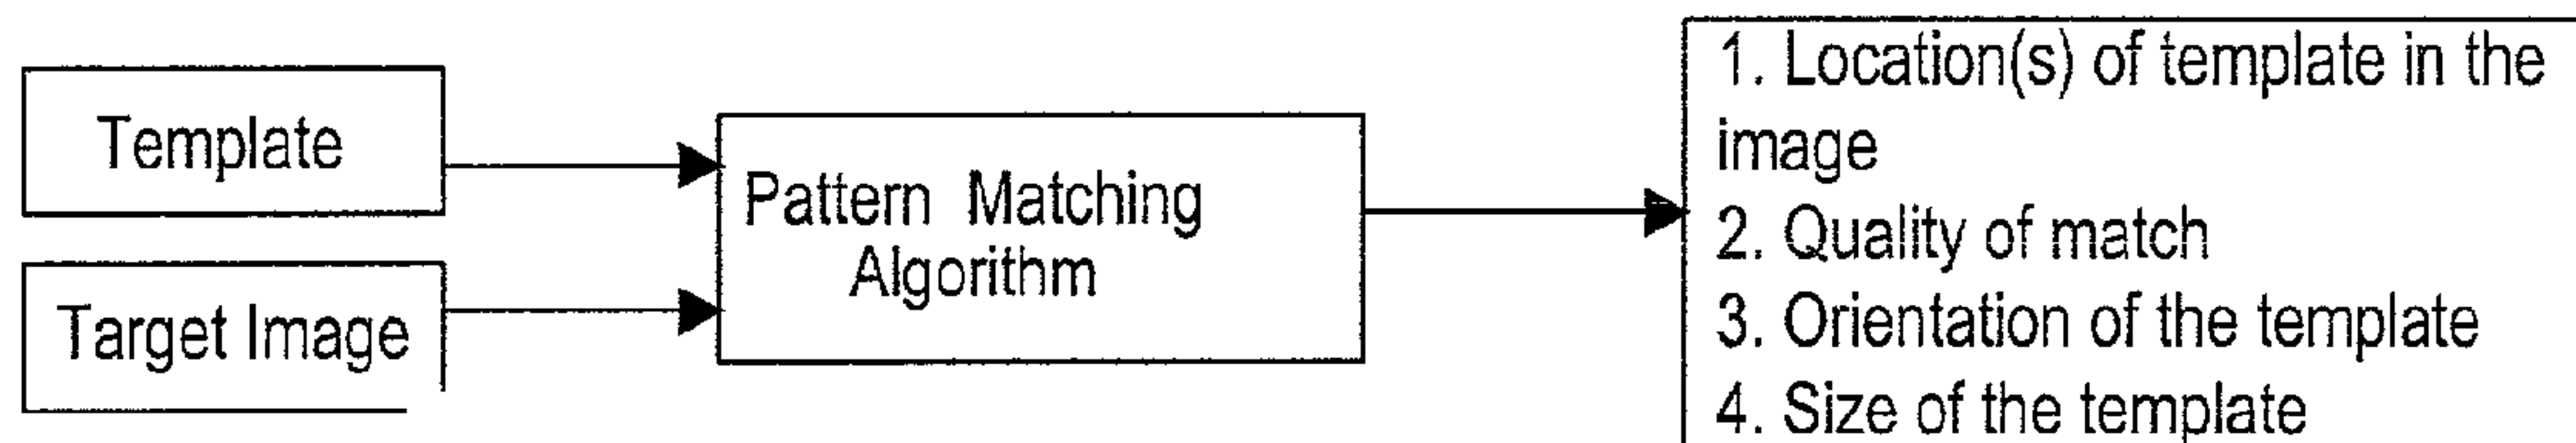 Template
Target Image
Pattern Matching
Algorithm
1. Location(s) of template in the
image
2. Quality of match
3. Orientation of the template
4. Size of the template